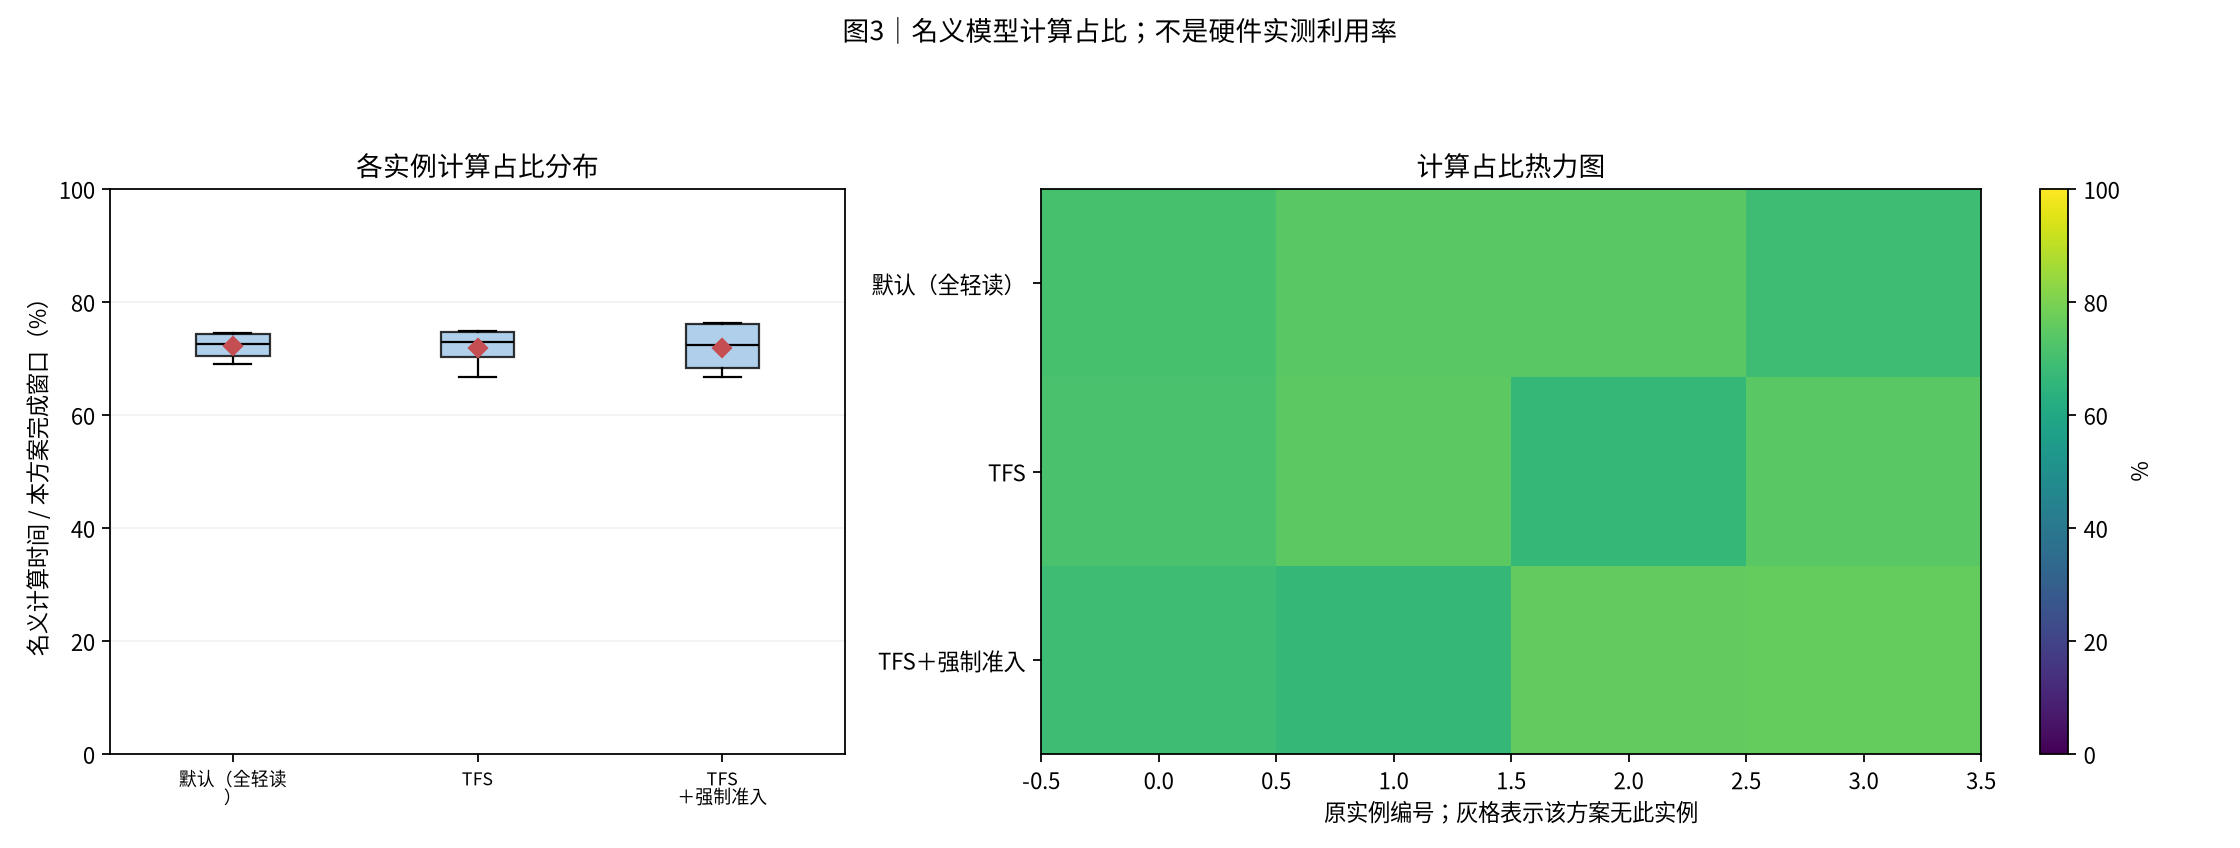 图3｜名义模型计算占比；不是硬件实测利用率
各实例计算占比分布
名义计算时间 / 本方案完成窗口（%）
100
80
60
40
20
0
默认（全轻读
）
TFS
TFS
＋强制准入
计算占比热力图
默认（全轻读）
TFS
TFS＋强制准入
-0.5 0.0 0.5 1.0 1.5 2.0 2.5 3.0 3.5
原实例编号；灰格表示该方案无此实例
100
80
60
40
20
0
%